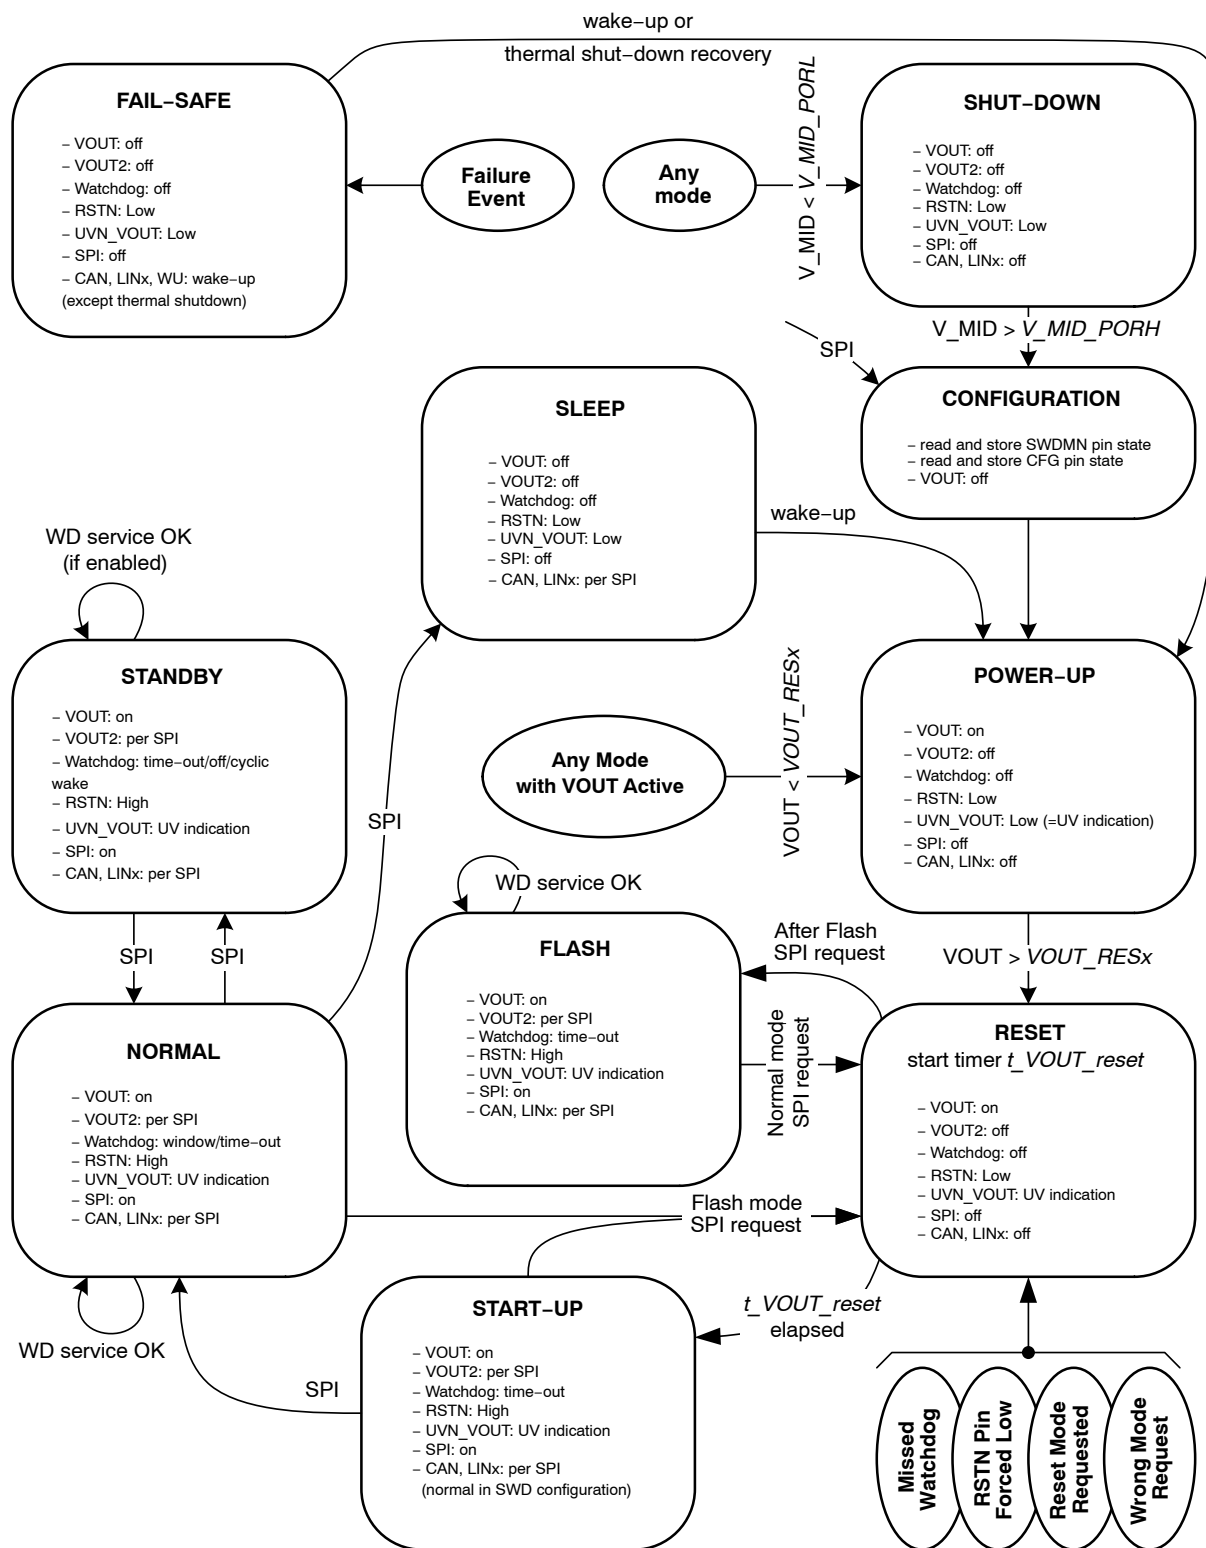 wake−up or
thermal shut−down recovery
FAIL−SAFE
− VOUT: off
− VOUT2: off
− Watchdog: off
− RSTN: Low
− UVN_VOUT: Low
− SPI: off
− CAN, LINx, WU: wake−up
(except thermal shutdown)
Failure
Event
Any
mode
V_MID < V_MID_PORL
SHUT−DOWN
− VOUT: off
− VOUT2: off
− Watchdog: off
− RSTN: Low
− UVN_VOUT: Low
− SPI: off
− CAN, LINx: off
V_MID > V_MID_PORH
SPI
CONFIGURATION
− read and store SWDMN pin state
− read and store CFG pin state
− VOUT: off
SLEEP
− VOUT: off
− VOUT2: off
− Watchdog: off
− RSTN: Low
− UVN_VOUT: Low
− SPI: off
− CAN, LINx: per SPI
wake−up
WD service OK
(if enabled)
STANDBY
− VOUT: on
− VOUT2: per SPI
− Watchdog: time−out/off/cyclic
wake
− RSTN: High
− UVN_VOUT: UV indication
− SPI: on
− CAN, LINx: per SPI
SPI
Any Mode
with VOUT Active
VOUT < VOUT_RESx
POWER−UP
− VOUT: on
− VOUT2: off
− Watchdog: off
− RSTN: Low
− UVN_VOUT: Low (=UV indication)
− SPI: off
− CAN, LINx: off
SPI
SPI
WD service OK
FLASH
− VOUT: on
− VOUT2: per SPI
− Watchdog: time−out
− RSTN: High
− UVN_VOUT: UV indication
− SPI: on
− CAN, LINx: per SPI
After Flash
SPI request
Normal mode
SPI request
VOUT > VOUT_RESx
RESET
start timer t_VOUT_reset
− VOUT: on
− VOUT2: off
− Watchdog: off
− RSTN: Low
− UVN_VOUT: UV indication
− SPI: off
− CAN, LINx: off
NORMAL
− VOUT: on
− VOUT2: per SPI
− Watchdog: window/time−out
− RSTN: High
− UVN_VOUT: UV indication
− SPI: on
− CAN, LINx: per SPI
Flash mode
SPI request
WD service OK
SPI
START−UP
− VOUT: on
− VOUT2: per SPI
− Watchdog: time−out
− RSTN: High
− UVN_VOUT: UV indication
− SPI: on
− CAN, LINx: per SPI
(normal in SWD configuration)
t_VOUT_reset
elapsed
Missed
Watchdog
RSTN Pin
Forced Low
Reset Mode
Requested
Wrong Mode
Request